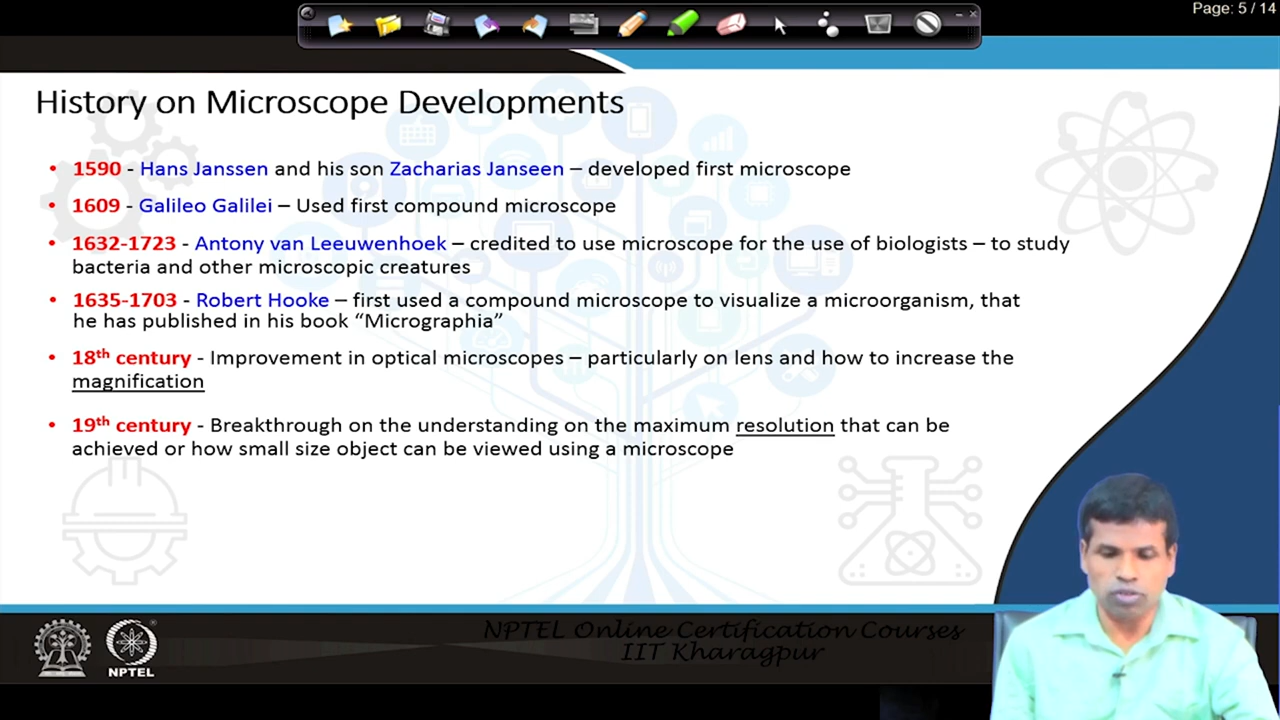 Page: 5 / 14
History on Microscope Developments
• 1590 - Hans Janssen and his son Zacharias Janseen – developed first microscope
• 1609 - Galileo Galilei – Used first compound microscope
• 1632-1723 - Antony van Leeuwenhoek – credited to use microscope for the use of biologists – to study
bacteria and other microscopic creatures
• 1635-1703 - Robert Hooke – first used a compound microscope to visualize a microorganism, that
he has published in his book “Micrographia”
• 18th century - Improvement in optical microscopes – particularly on lens and how to increase the
magnification
• 19th century - Breakthrough on the understanding on the maximum resolution that can be
achieved or how small size object can be viewed using a microscope
NPTEL Online Certification Courses
IIT Kharagpur
NPTEL